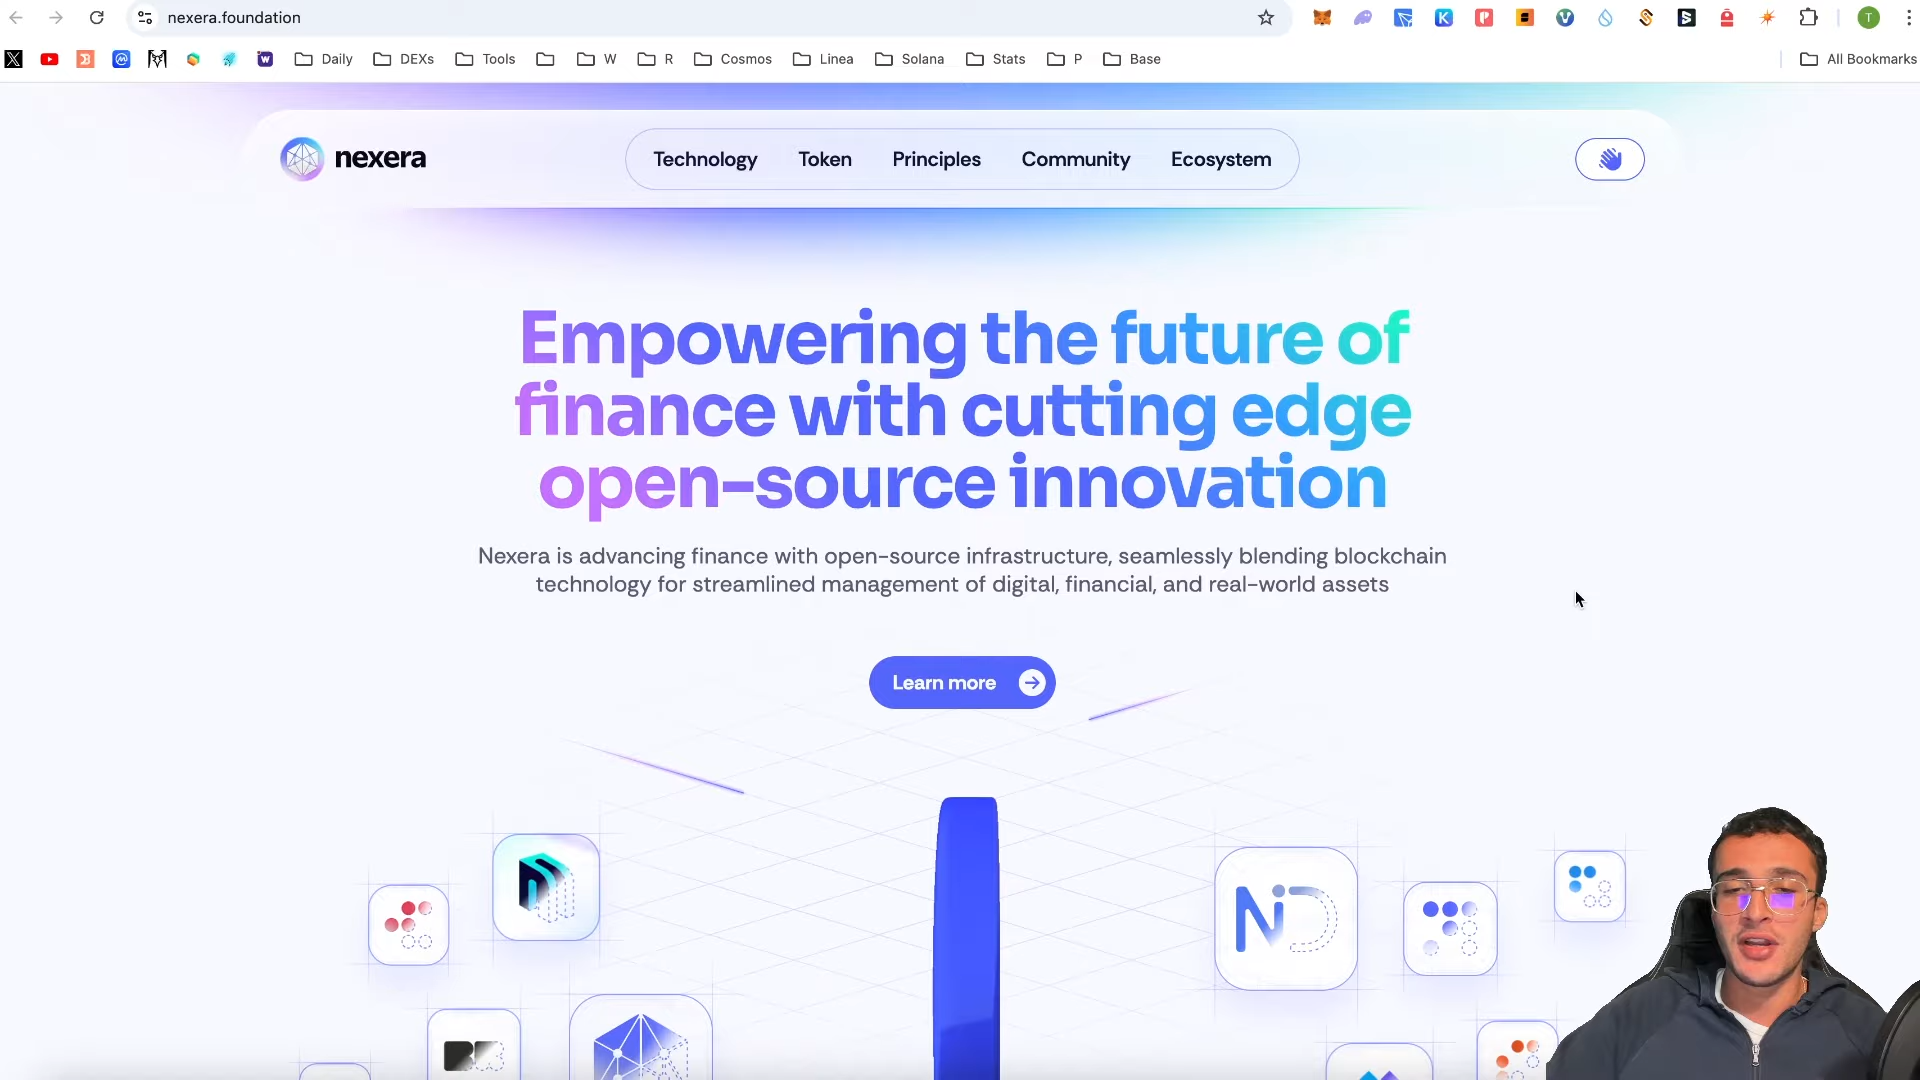 nexera.foundation
T
Daily
DEXs
Tools
W
R
Cosmos
Linea
Solana
Stats
P
Base
All Bookmarks
nexera
Technology
Token
Principles
Community
Ecosystem
Empowering the future of
finance with cutting edge
open-source innovation
Nexera is advancing finance with open-source infrastructure, seamlessly blending blockchain
technology for streamlined management of digital, financial, and real-world assets
Learn more